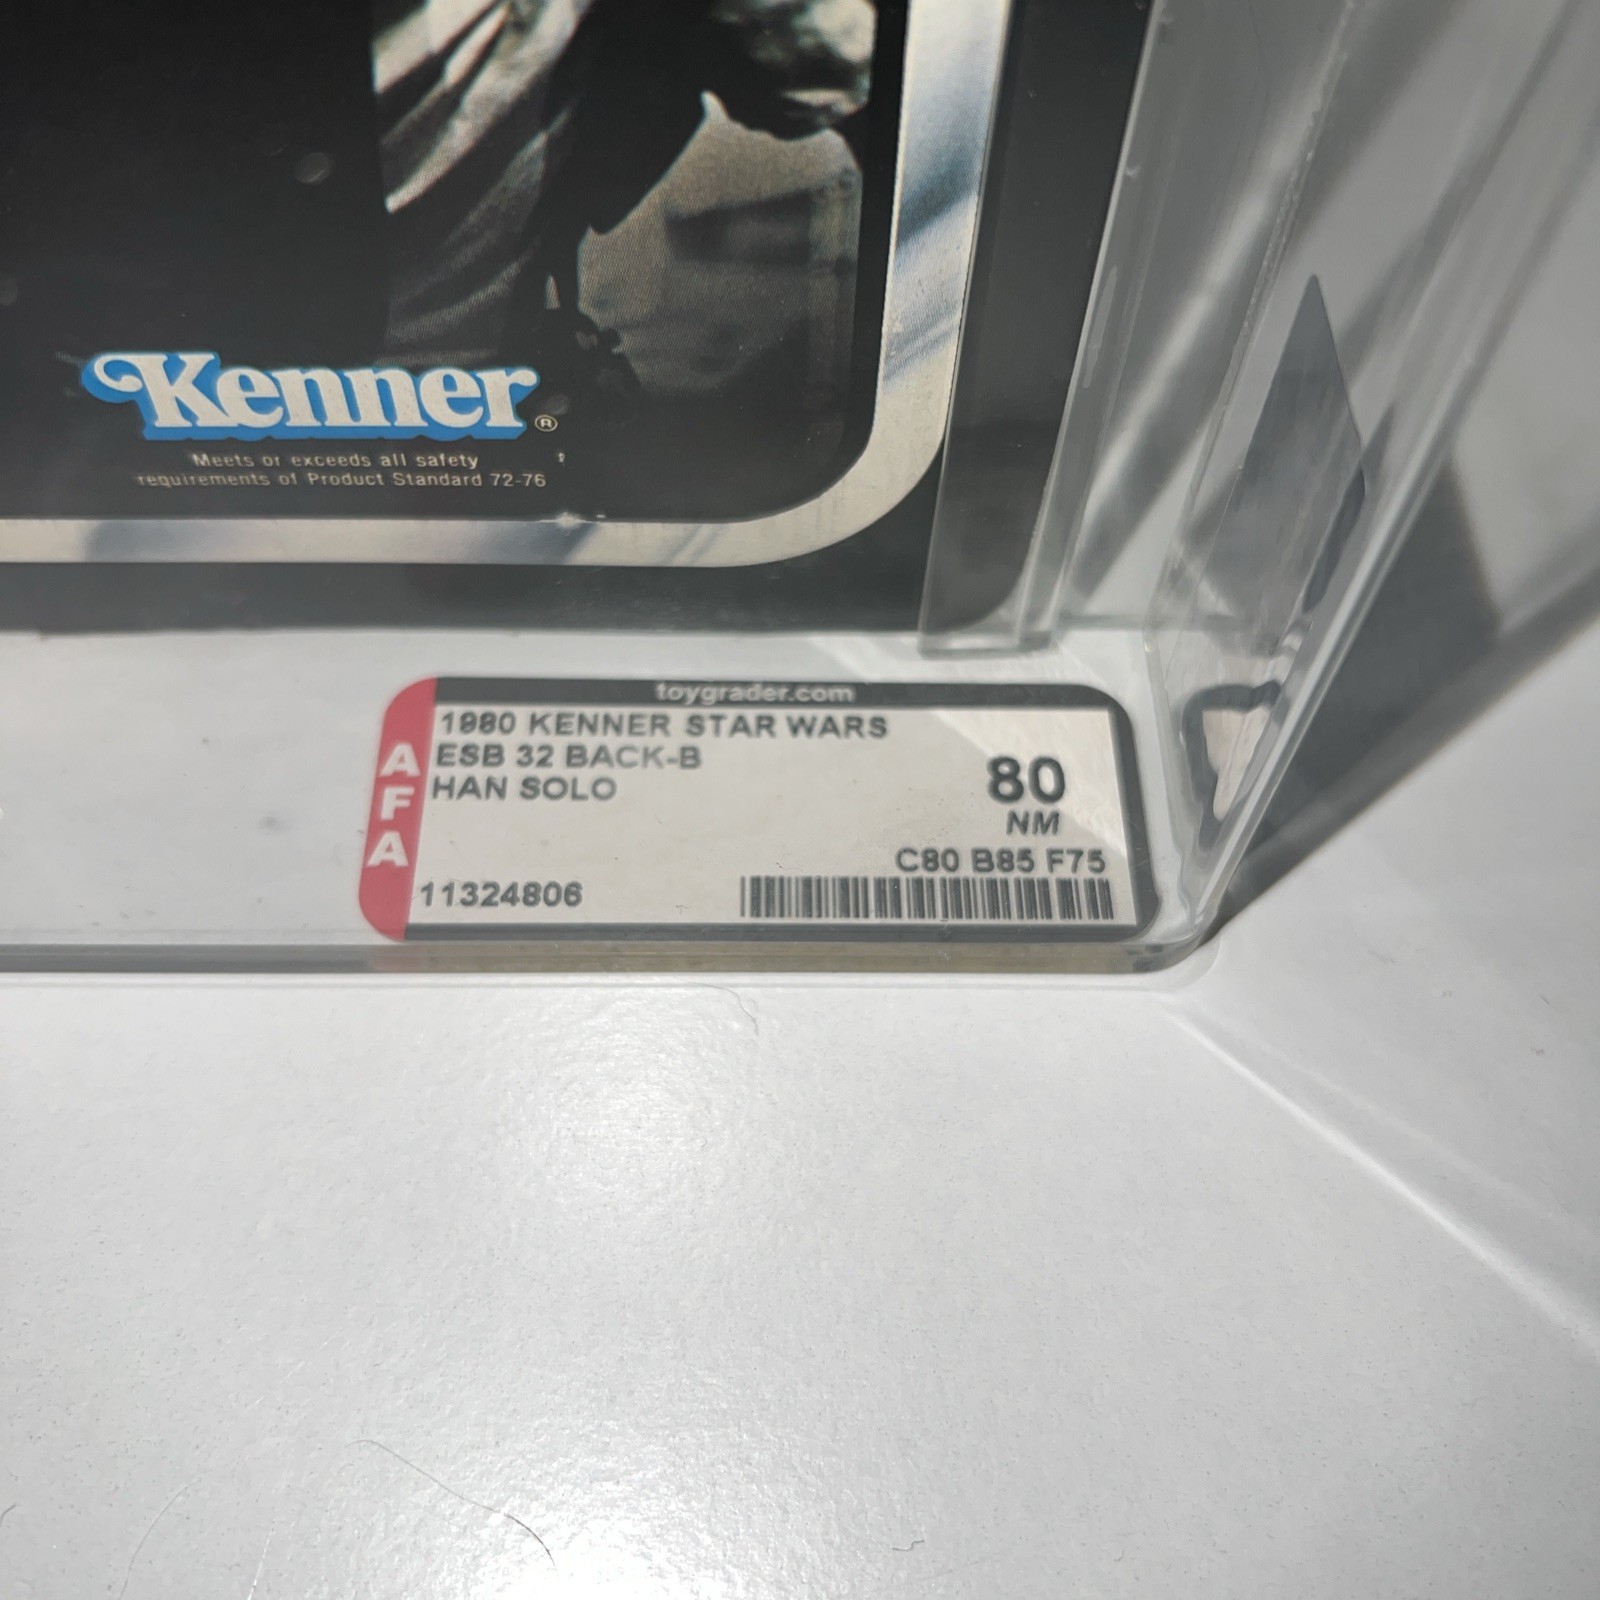 Kenner®
Meets or exceeds all safety
requirements of Product Standard 72-76
toygrader.com
AFA
1980 KENNER STAR WARS
ESB 32 BACK-B
HAN SOLO
80
NM
C80 B85 F75
11324806